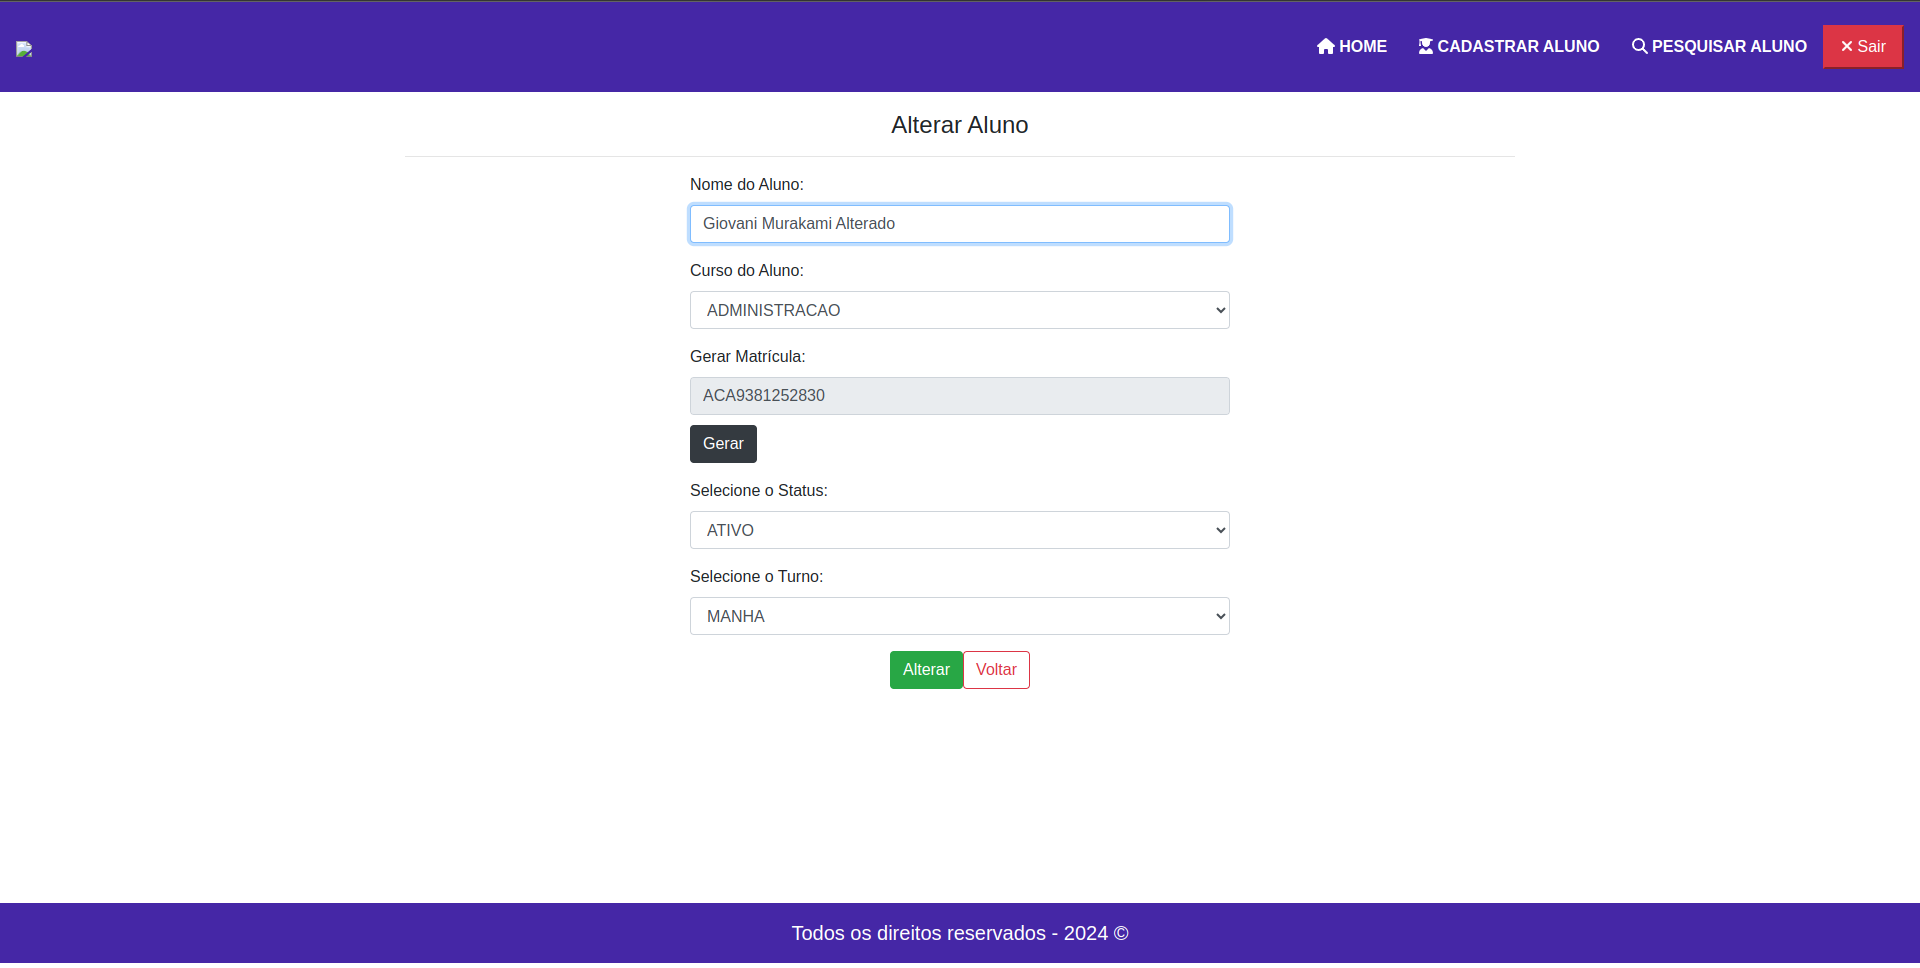 HOME CADASTRAR ALUNO PESQUISAR ALUNO Sair
Alterar Aluno
Nome do Aluno:
Giovani Murakami Alterado
Curso do Aluno:
ADMINISTRACAO
Gerar Matrícula:
ACA9381252830
Gerar
Selecione o Status:
ATIVO
Selecione o Turno:
MANHA
Alterar Voltar
Todos os direitos reservados - 2024 ©